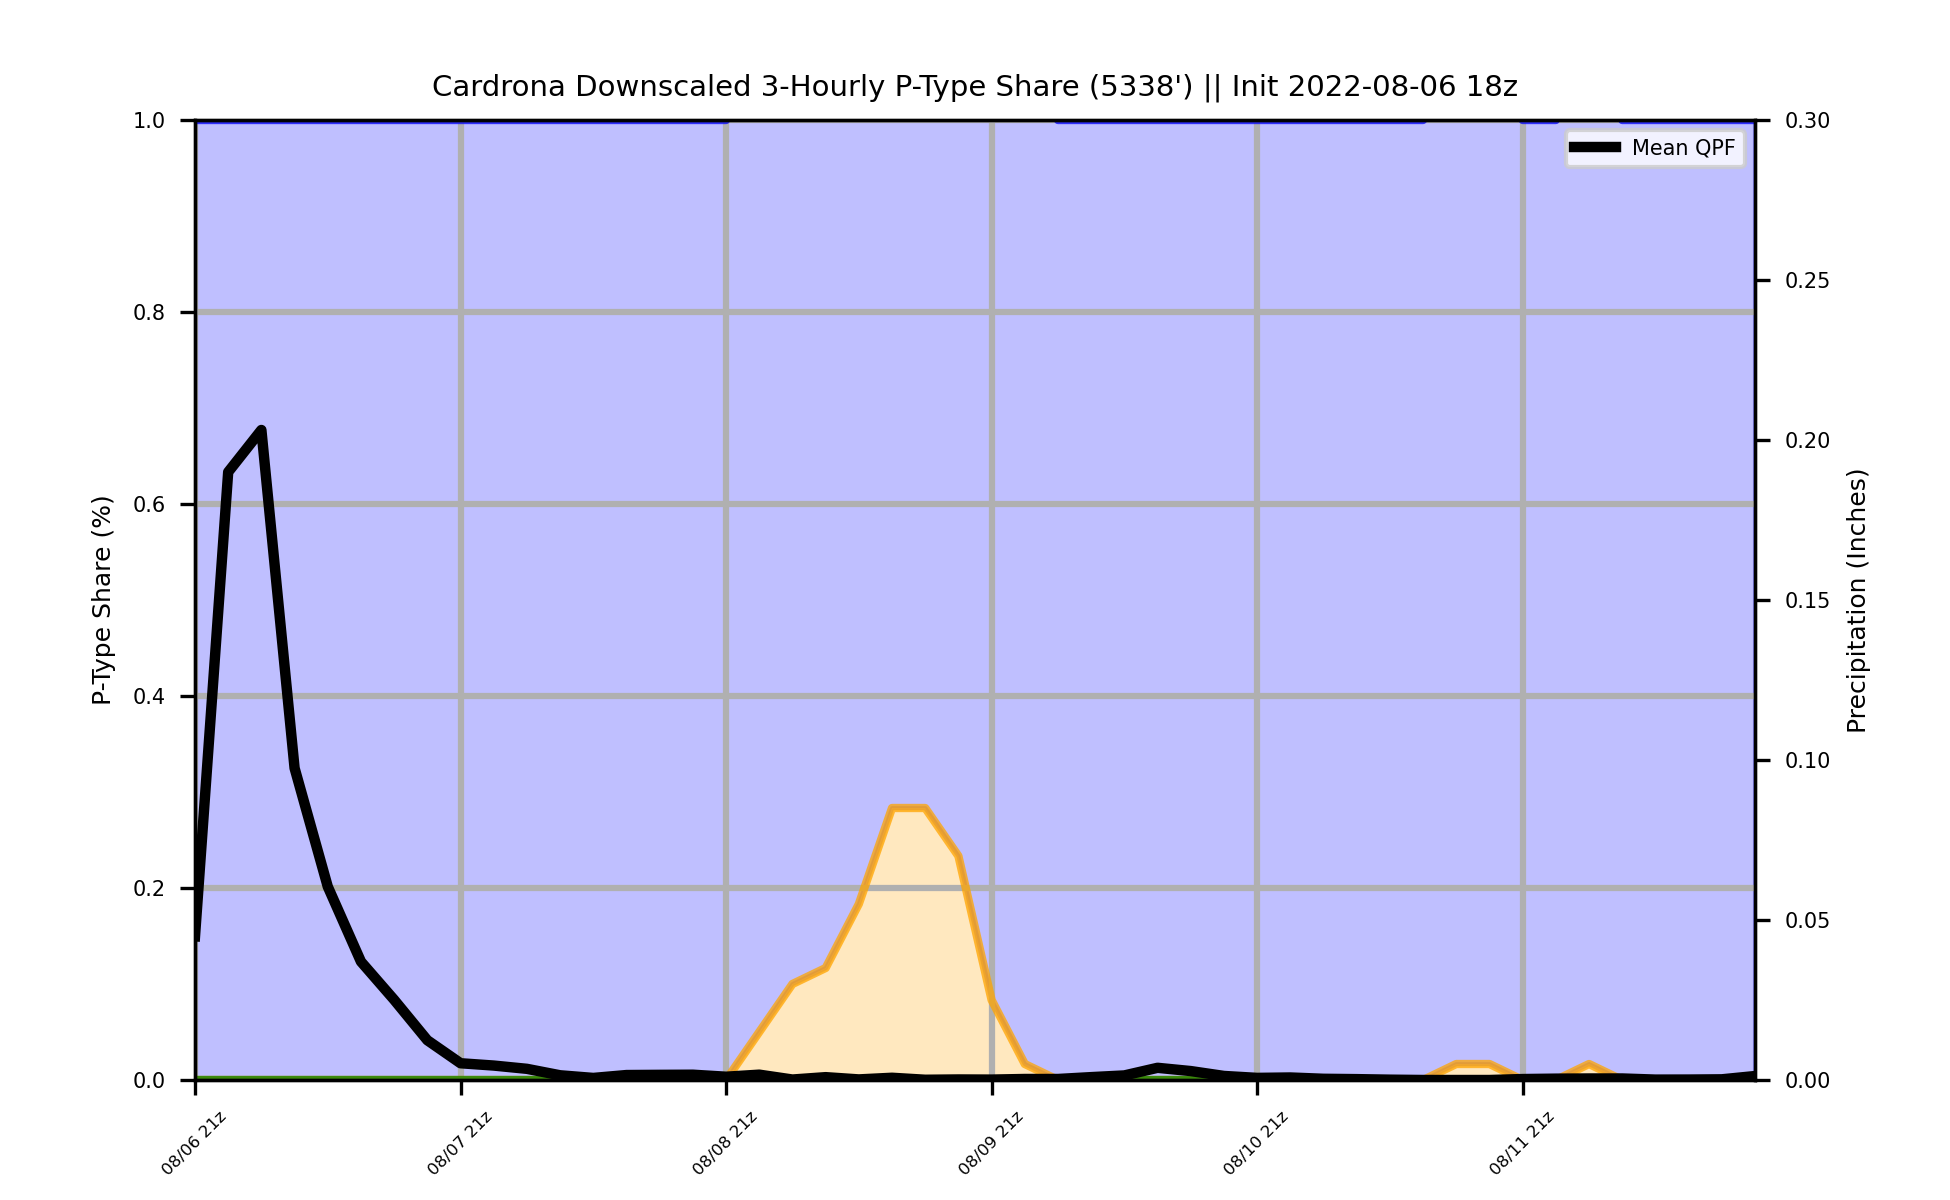 Cardrona Downscaled 3-Hourly P-Type Share (5338') || Init 2022-08-06 18z
Mean QPF
P-Type Share (%)
1.0
0.8
0.6
0.4
0.2
0.0
0.30
0.25
0.20
0.15
0.10
0.05
0.00
Precipitation (Inches)
08/06 21z
08/07 21z
08/08 21z
08/09 21z
08/10 21z
08/11 21z